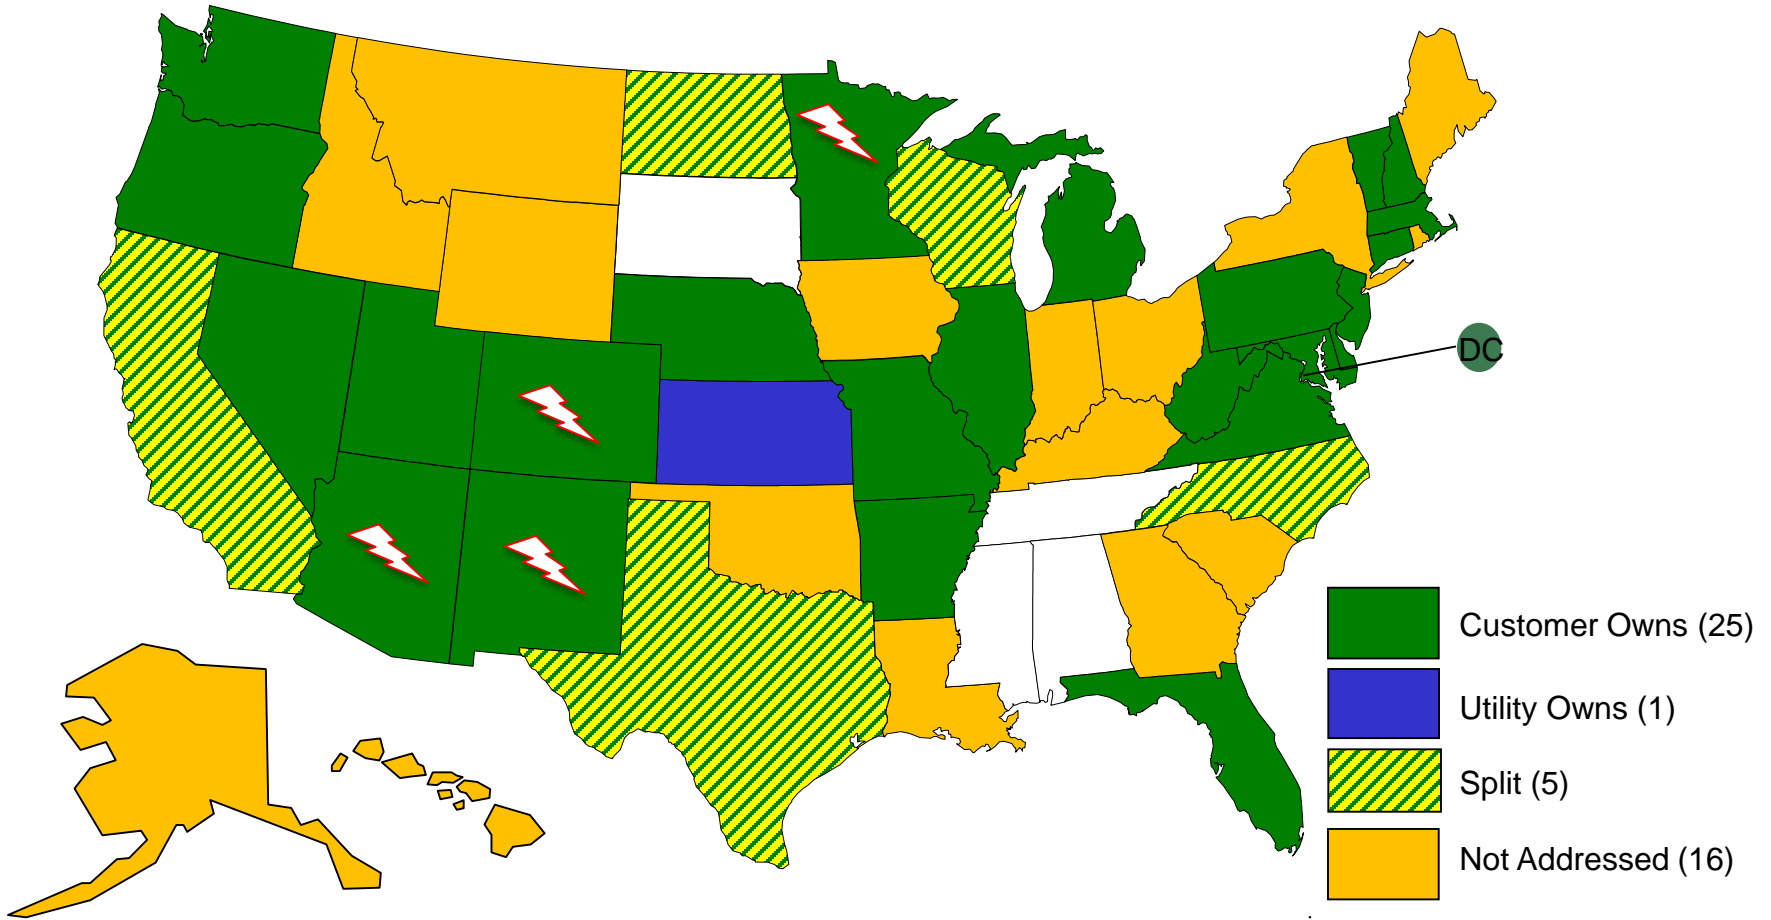 DC
Customer Owns (25)
Utility Owns (1)
Split (5)
Not Addressed (16)